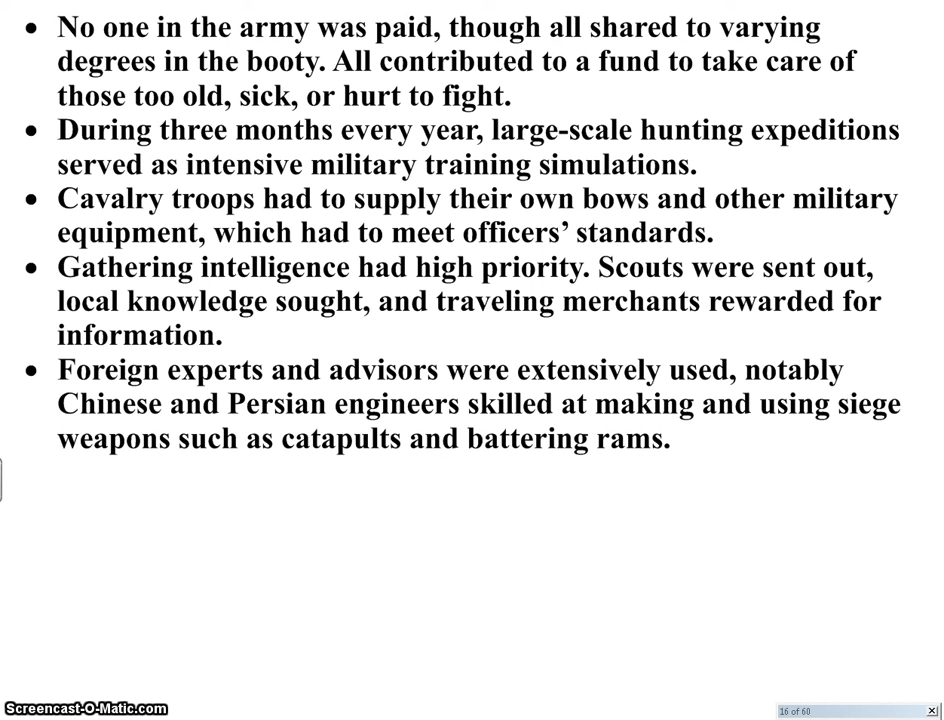 • No one in the army was paid, though all shared to varying
degrees in the booty. All contributed to a fund to take care of
those too old, sick, or hurt to fight.
• During three months every year, large-scale hunting expeditions
served as intensive military training simulations.
• Cavalry troops had to supply their own bows and other military
equipment, which had to meet officers’ standards.
• Gathering intelligence had high priority. Scouts were sent out,
local knowledge sought, and traveling merchants rewarded for
information.
• Foreign experts and advisors were extensively used, notably
Chinese and Persian engineers skilled at making and using siege
weapons such as catapults and battering rams.
Screencast-O-Matic.com
16 of 60